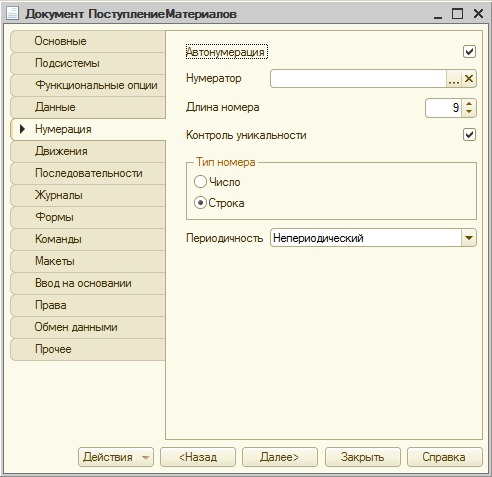 Документ ПоступлениеМатериалов
Основные
Подсистемы
Функциональные опции
Данные
Нумерация
Движения
Последовательности
Журналы
Формы
Команды
Макеты
Ввод на основании
Права
Обмен данными
Прочее
Автонумерация
Нумератор
...
Длина номера 9
Контроль уникальности
Тип номера
Число
Строка
Периодичность Непериодический
Действия <Назад Далее> Закрыть Справка